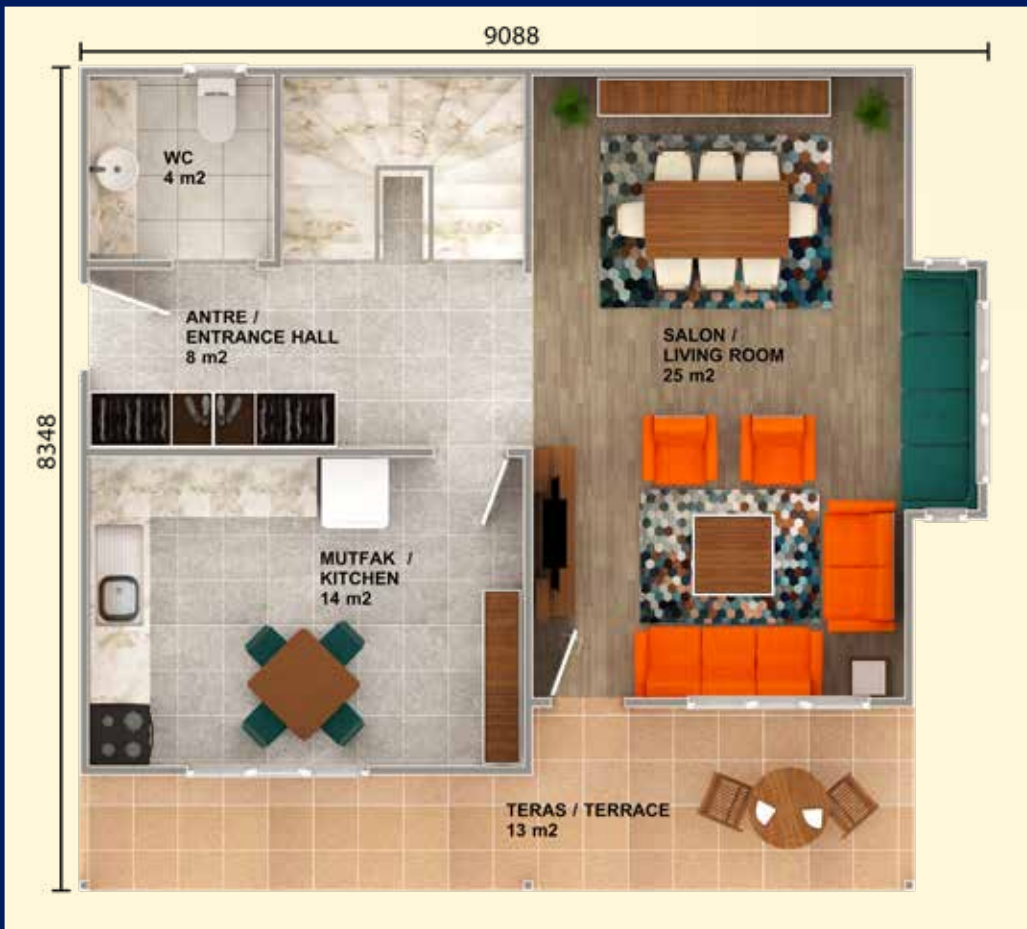 9088
8348
WC
4 m2
ANTRE /
ENTRANCE HALL
8 m2
SALON /
LIVING ROOM
25 m2
MUTFAK /
KITCHEN
14 m2
TERAS / TERRACE
13 m2